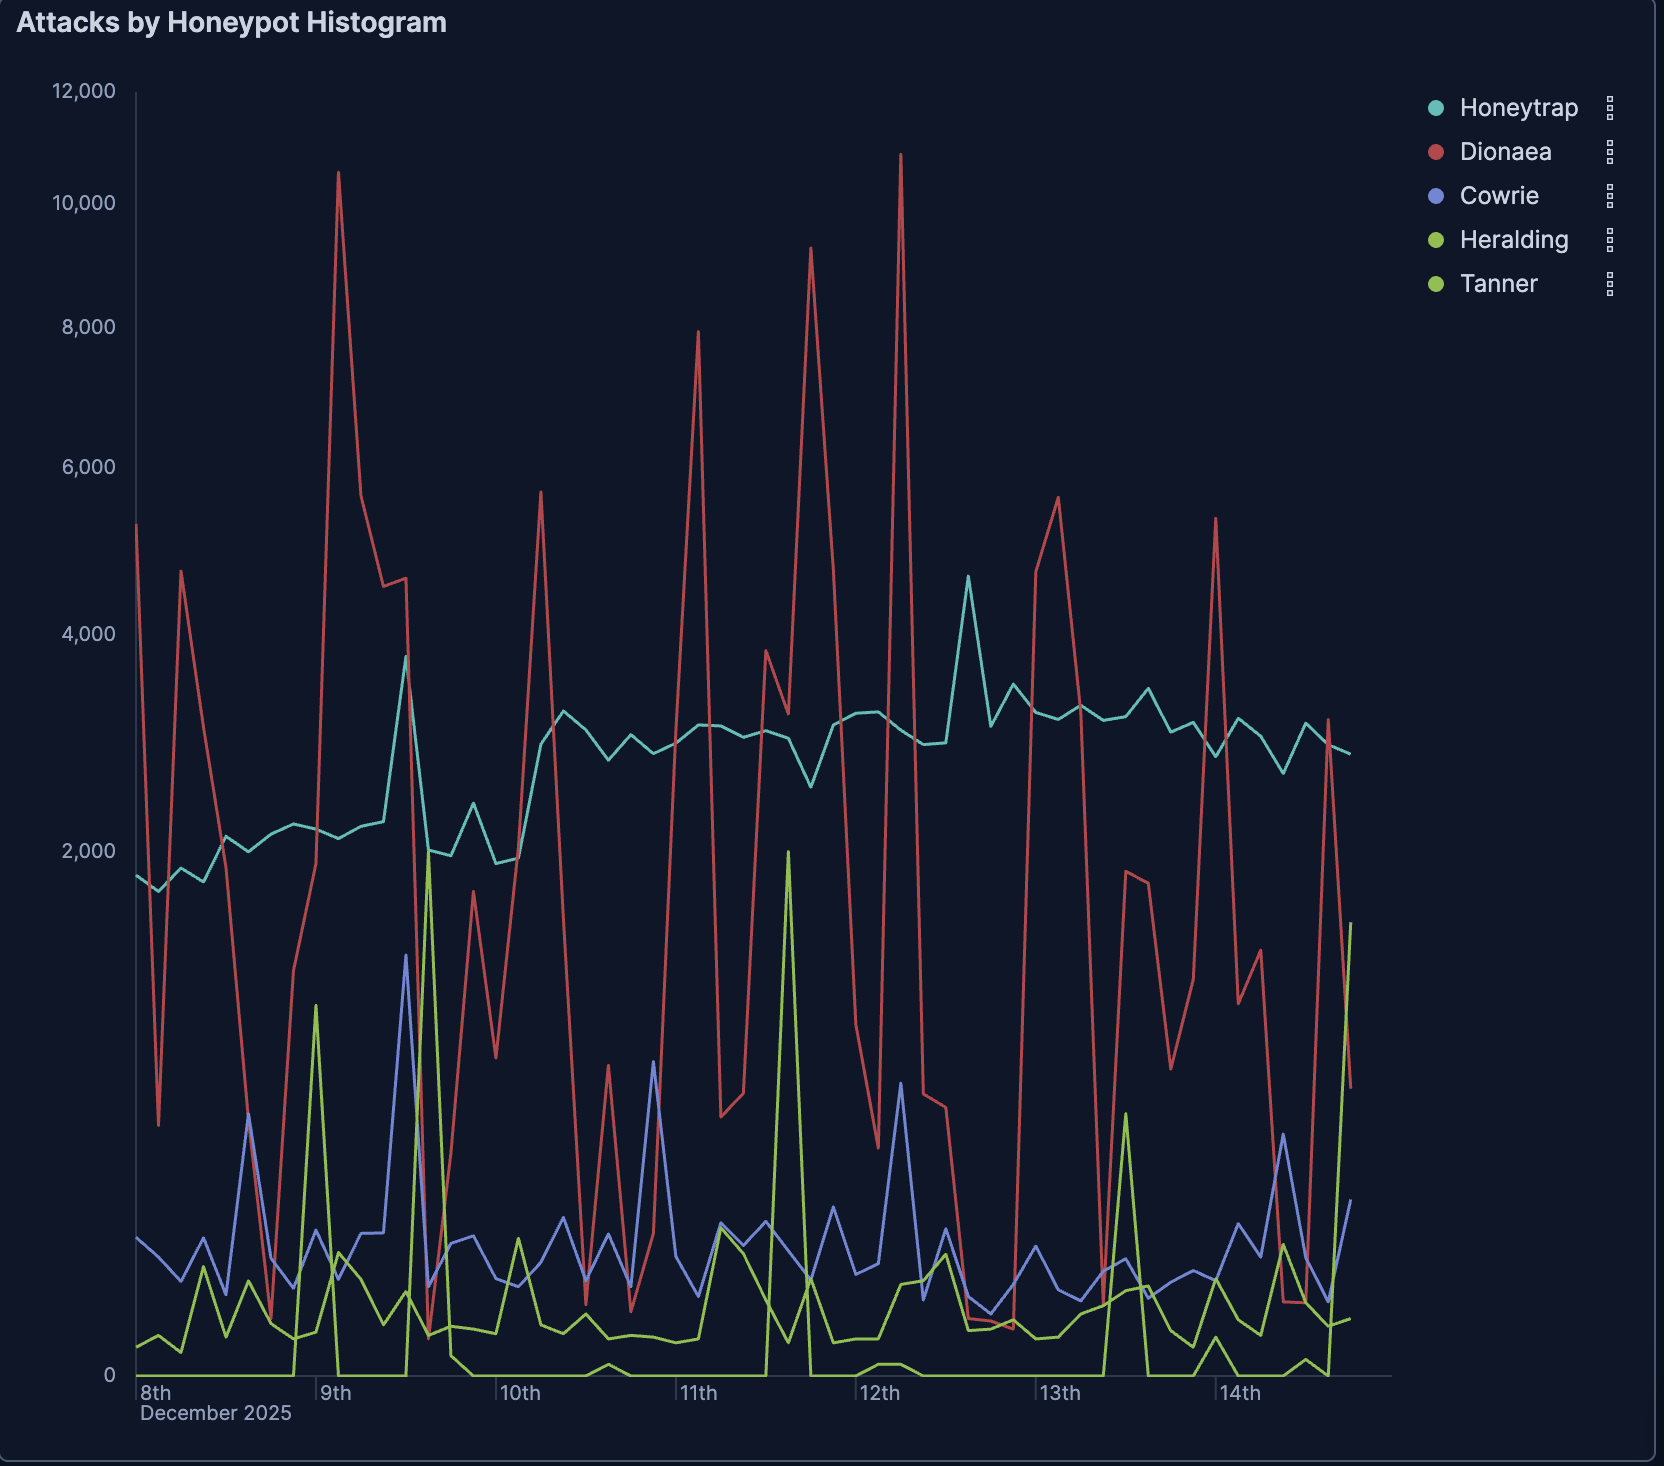 Attacks by Honeypot Histogram
12,000
10,000
8,000
6,000
4,000
2,000
0
8th
9th
10th
11th
12th
13th
14th
December 2025
Honeytrap
Dionaea
Cowrie
Heralding
Tanner